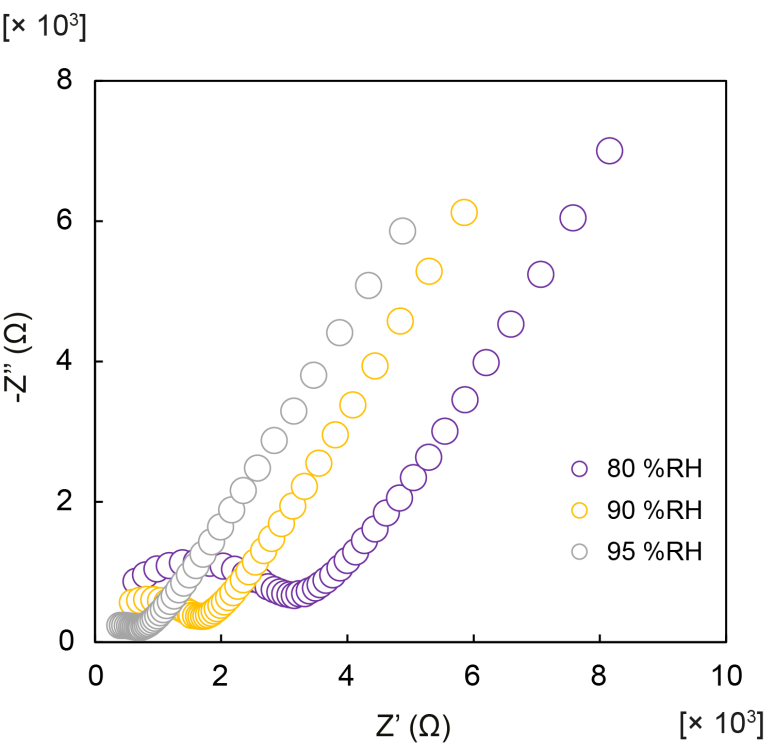 [× 10³]
8
6
4
2
0
-Z” (Ω)
80 %RH
90 %RH
95 %RH
0 2 4 6 8 10
Z’ (Ω)
[× 10³]